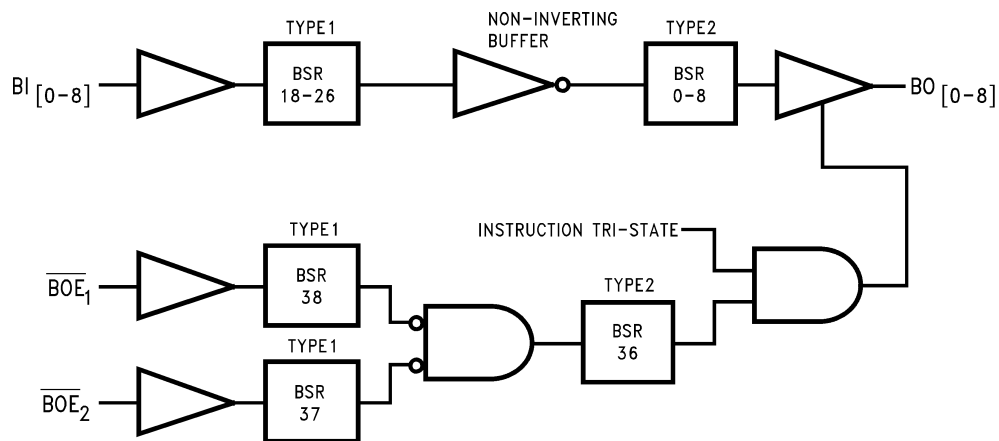 NON-INVERTING
BUFFER
TYPE1
TYPE2
BI [0-8]
BSR
18-26
BSR
0-8
BO [0-8]
TYPE1
INSTRUCTION TRI-STATE
BOE1
BSR
38
TYPE2
TYPE1
BSR
36
BOE2
BSR
37